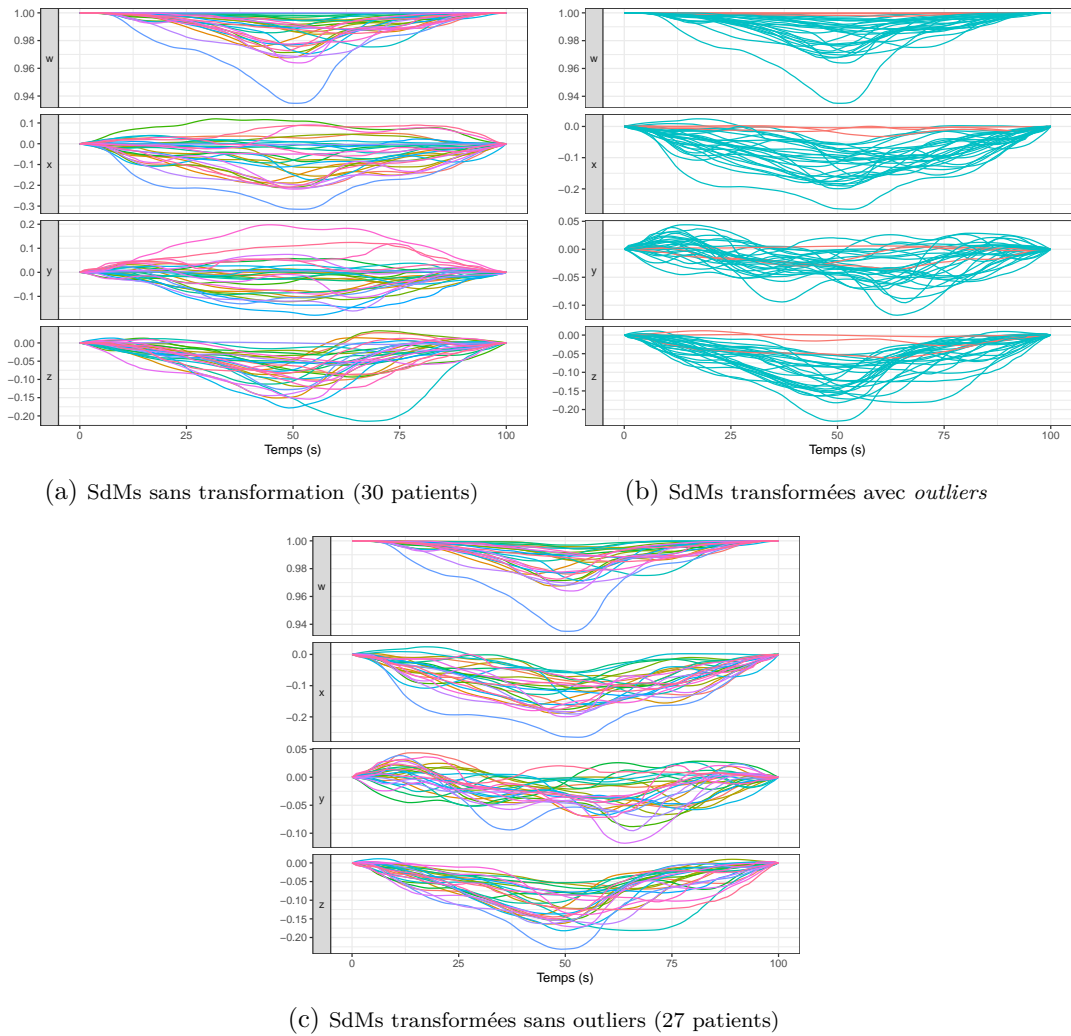 1.00
0.98
0.96
0.94
w
0.1
0.0
−0.1
−0.2
−0.3
x
0.2
0.1
0.0
−0.1
y
0.00
−0.05
−0.10
−0.15
−0.20
z
0 25 50 75 100
Temps (s)
(a) SdMs sans transformation (30 patients)
1.00
0.98
0.96
0.94
w
0.0
−0.1
−0.2
x
0.05
0.00
−0.05
−0.10
y
0.00
−0.05
−0.10
−0.15
−0.20
z
0 25 50 75 100
Temps (s)
(b) SdMs transformées avec outliers
1.00
0.98
0.96
0.94
w
0.0
−0.1
−0.2
x
0.05
0.00
−0.05
−0.10
y
0.00
−0.05
−0.10
−0.15
−0.20
z
0 25 50 75 100
Temps (s)
(c) SdMs transformées sans outliers (27 patients)